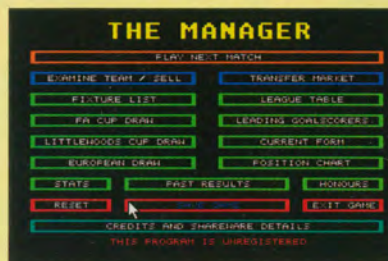 THE MANAGER
PLAY NEXT MATCH
EXAMINE TEAM / SELL TRANSFER MARKET
FIXTURE LIST LEAGUE TABLE
FA CUP DRAW LEADING GOALSCORERS
LITTLEWOODS CUP DRAW CURRENT FORM
EUROPEAN DRAW POSITION CHART
STATS PAST RESULTS HONOURS
RESET SAVE GAME EXIT GAME
CREDITS AND SHAREWARE DETAILS
THIS PROGRAM IS UNREGISTERED